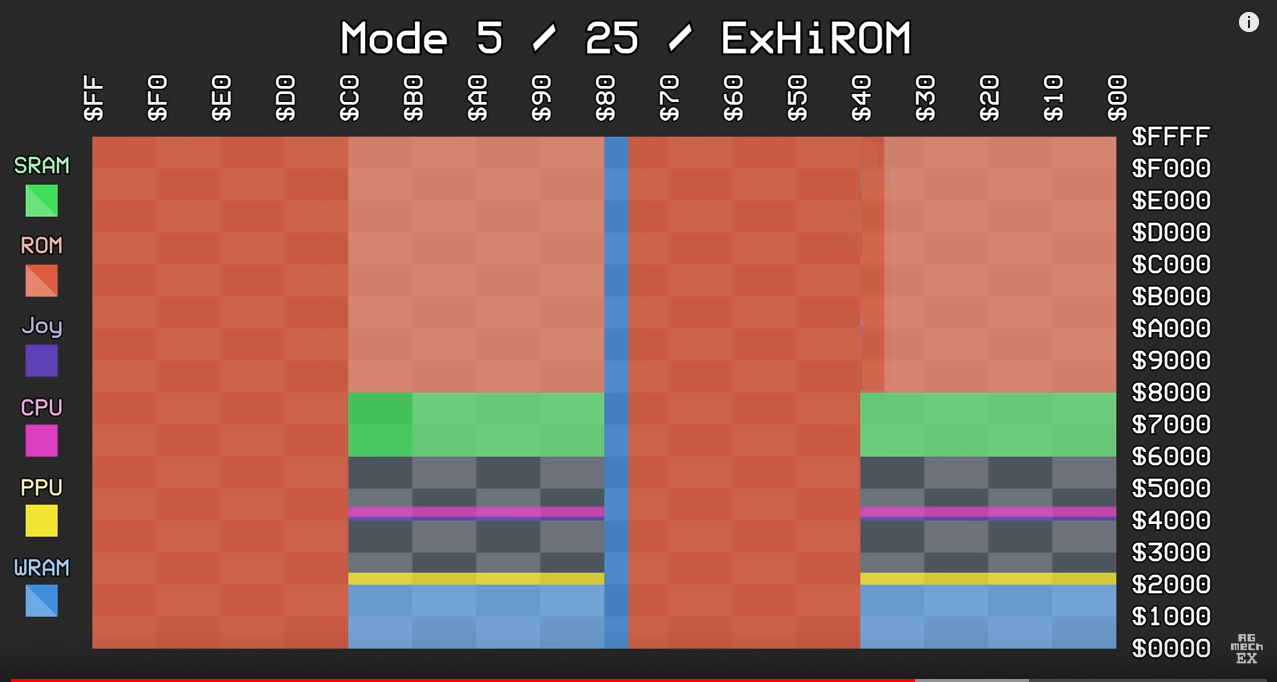 Mode 5 / 25 / ExHiROM
i
$FF $F0 $E0 $D0 $C0 $B0 $A0 $90 $80 $70 $60 $50 $40 $30 $20 $10 $00
$FFFF
$F000
$E000
$D000
$C000
$B000
$A000
$9000
$8000
$7000
$6000
$5000
$4000
$3000
$2000
$1000
$0000
SRAM
ROM
Joy
CPU
PPU
WRAM
AG
mech
EX